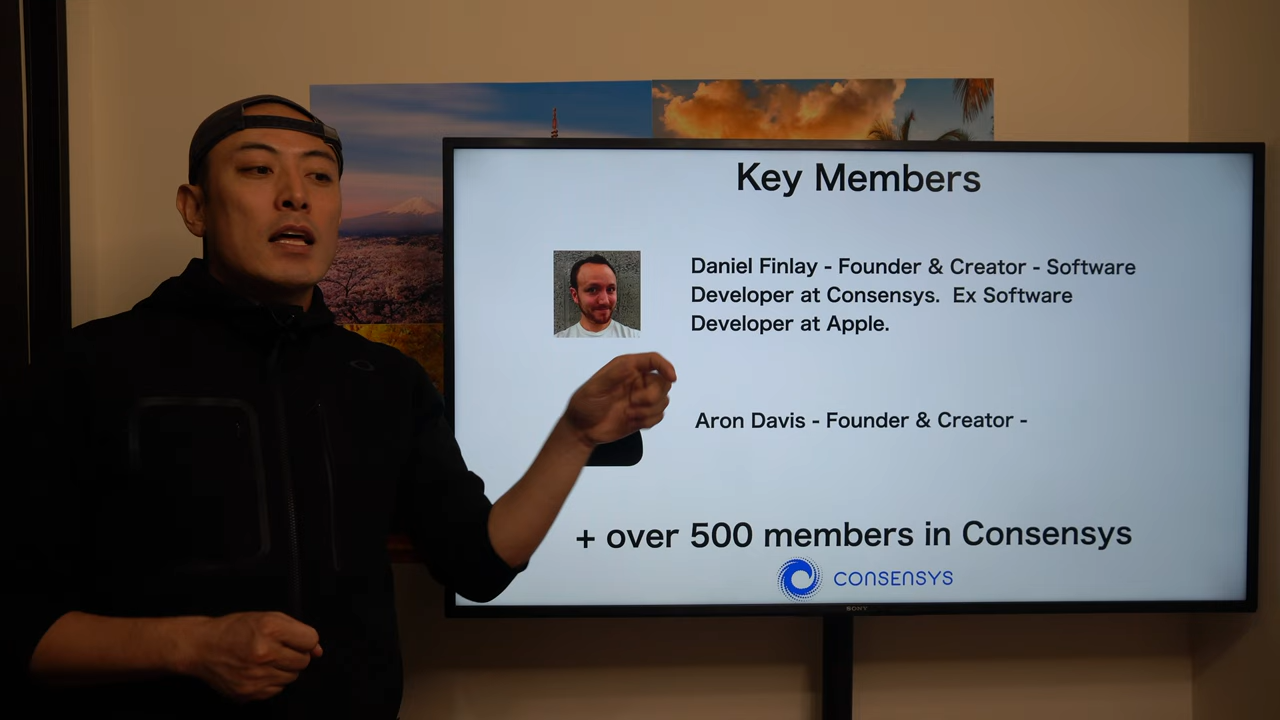 Key Members
Daniel Finlay - Founder & Creator - Software
Developer at Consensys.  Ex Software
Developer at Apple.
Aron Davis - Founder & Creator -
+ over 500 members in Consensys
CONSENSYS
SONY